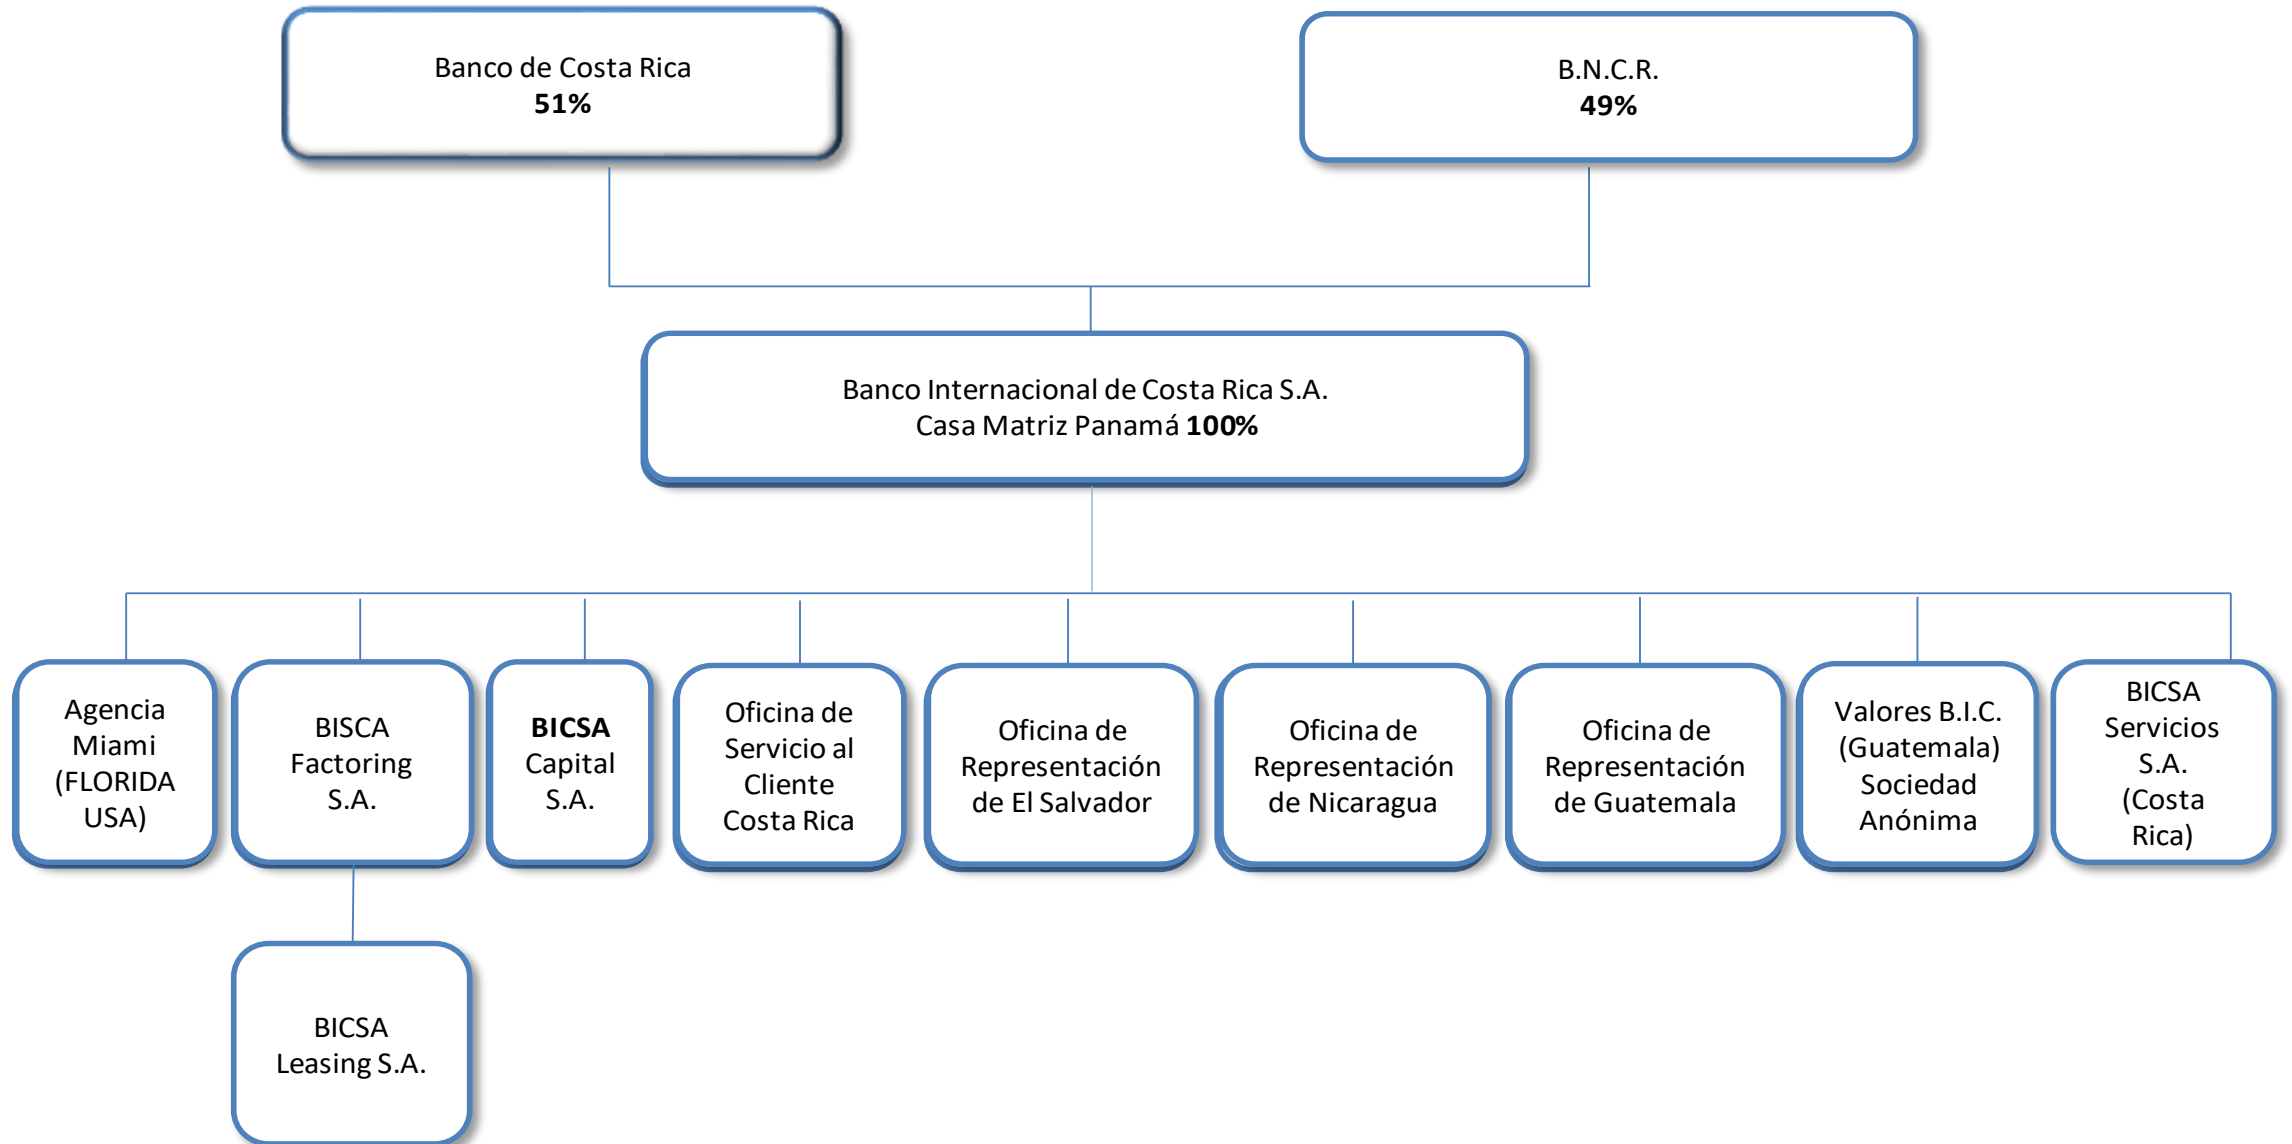 Banco de Costa Rica
51%
B.N.C.R.
49%
Banco Internacional de Costa Rica S.A.
Casa Matriz Panamá 100%
Agencia
Miami
(FLORIDA
USA)
BISCA
Factoring
S.A.
BICSA
Capital
S.A.
Oficina de
Servicio al
Cliente
Costa Rica
Oficina de
Representación
de El Salvador
Oficina de
Representación
de Nicaragua
Oficina de
Representación
de Guatemala
Valores B.I.C.
(Guatemala)
Sociedad
Anónima
BICSA
Servicios
S.A.
(Costa
Rica)
BICSA
Leasing S.A.